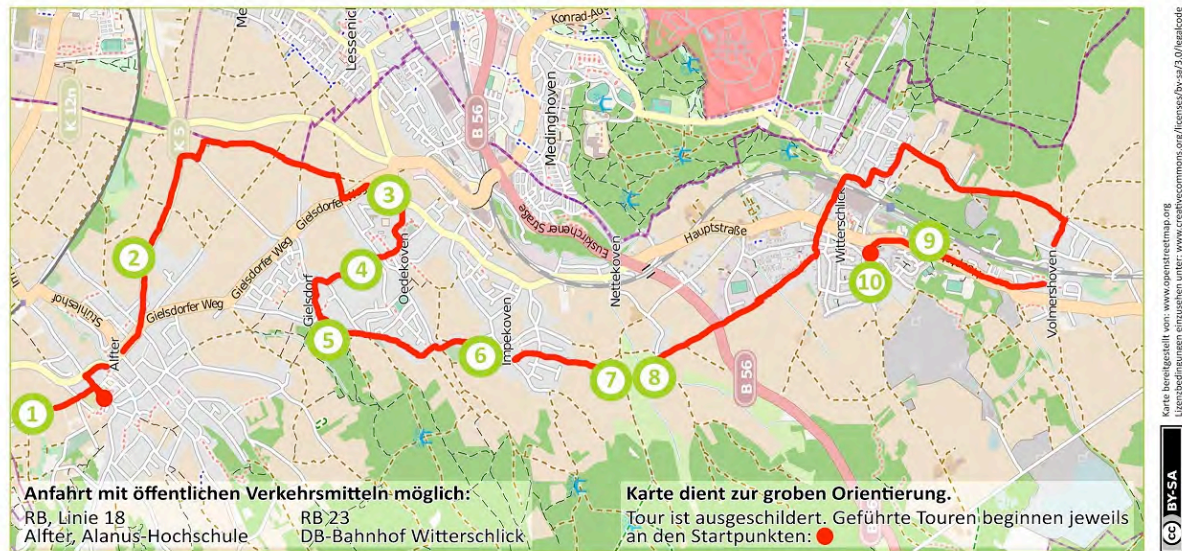 Me
Lessenich
Konrad-Ad
K 12n
K 5
B 56
Medinghoven
3
Gielsdorfer We
2
Gielsdorfer Weg
Oedekoven
Euskirchener Straße
Hauptstraße
Witterschlick
9
4
Nettekoven
10
Stühleshof
Gielsdorfer Weg
Gielsdorf
Volmershoven
5
Impekoven
6
Alfter
7
8
B 56
1
Anfahrt mit öffentlichen Verkehrsmitteln möglich:
RB, Linie 18
Alfter, Alanus-Hochschule
RB 23
DB-Bahnhof Witterschlick
Karte dient zur groben Orientierung.
Tour ist ausgeschildert. Geführte Touren beginnen jeweils
an den Startpunkten:
Karte bereitgestellt von: www.openstreetmap.org
Lizenzbedingungen einzusehen unter: www.creativecommons.org/licenses/by-sa/3.0/legalcode
cc BY-SA